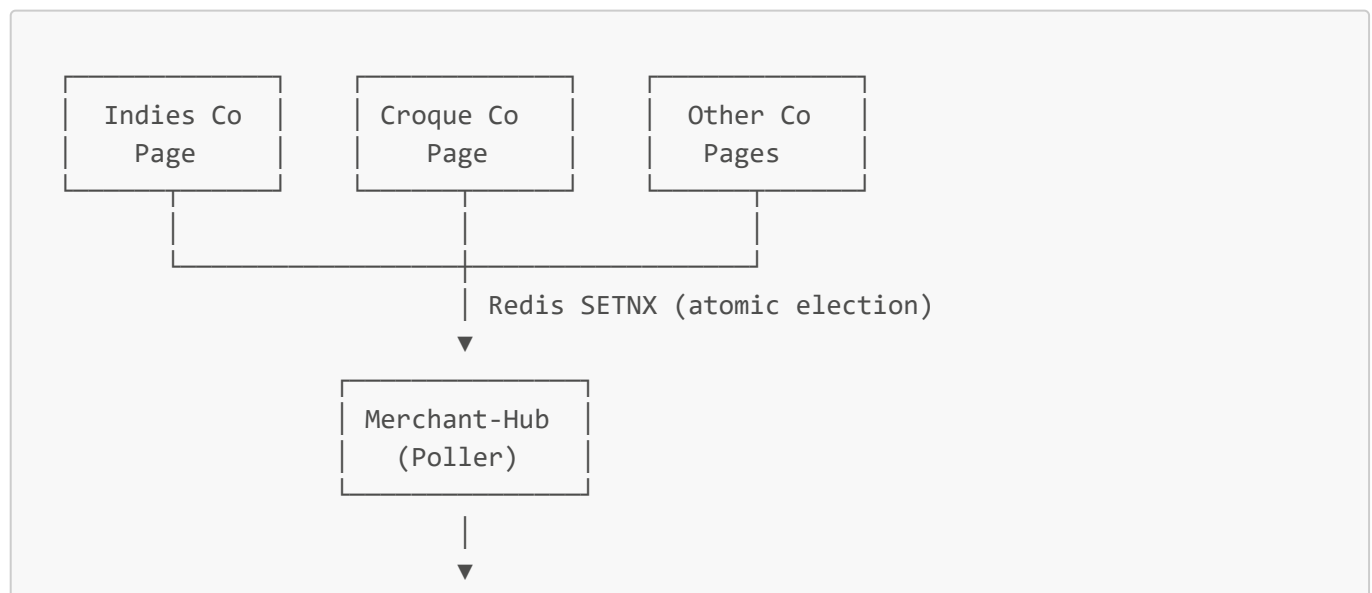 Indies Co Croque Co Other Co
Page Page Pages
Redis SETNX (atomic election)
Merchant-Hub
(Poller)